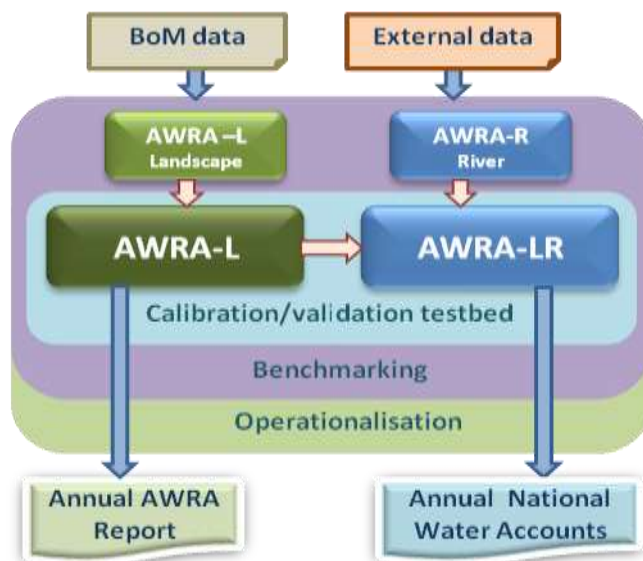 BoM data
External data
AWRA –L
Landscape
AWRA-R
River
AWRA-L
AWRA-LR
Calibration/validation testbed
Benchmarking
Operationalisation
Annual AWRA
Report
Annual National
Water Accounts